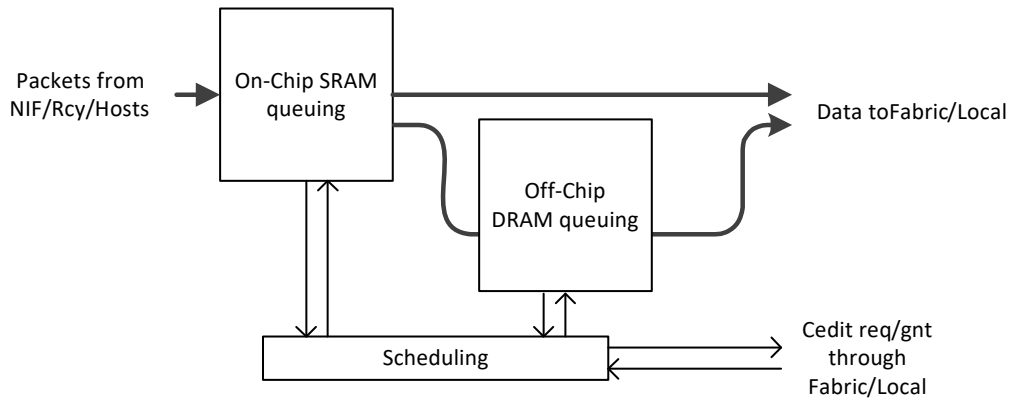 Packets from
NIF/Rcy/Hosts
On-Chip SRAM
queuing
Data toFabric/Local
Off-Chip
DRAM queuing
Scheduling
Cedit req/gnt
through
Fabric/Local